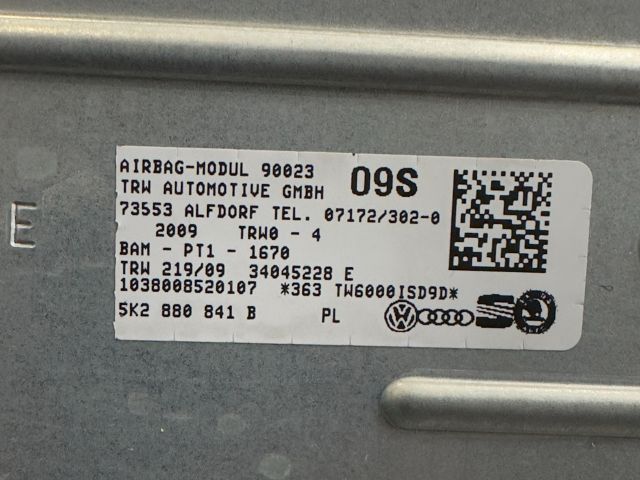 AIRBAG-MODUL 90023
TRW AUTOMOTIVE GMBH 09S
73553 ALFDORF TEL. 07172/302-0
2009 TRW0 - 4
BAM - PT1 - 1670
TRW 219/09 34045228 E
1038008520107 *363 TW6000ISD9D*
5K2 880 841 B PL
E